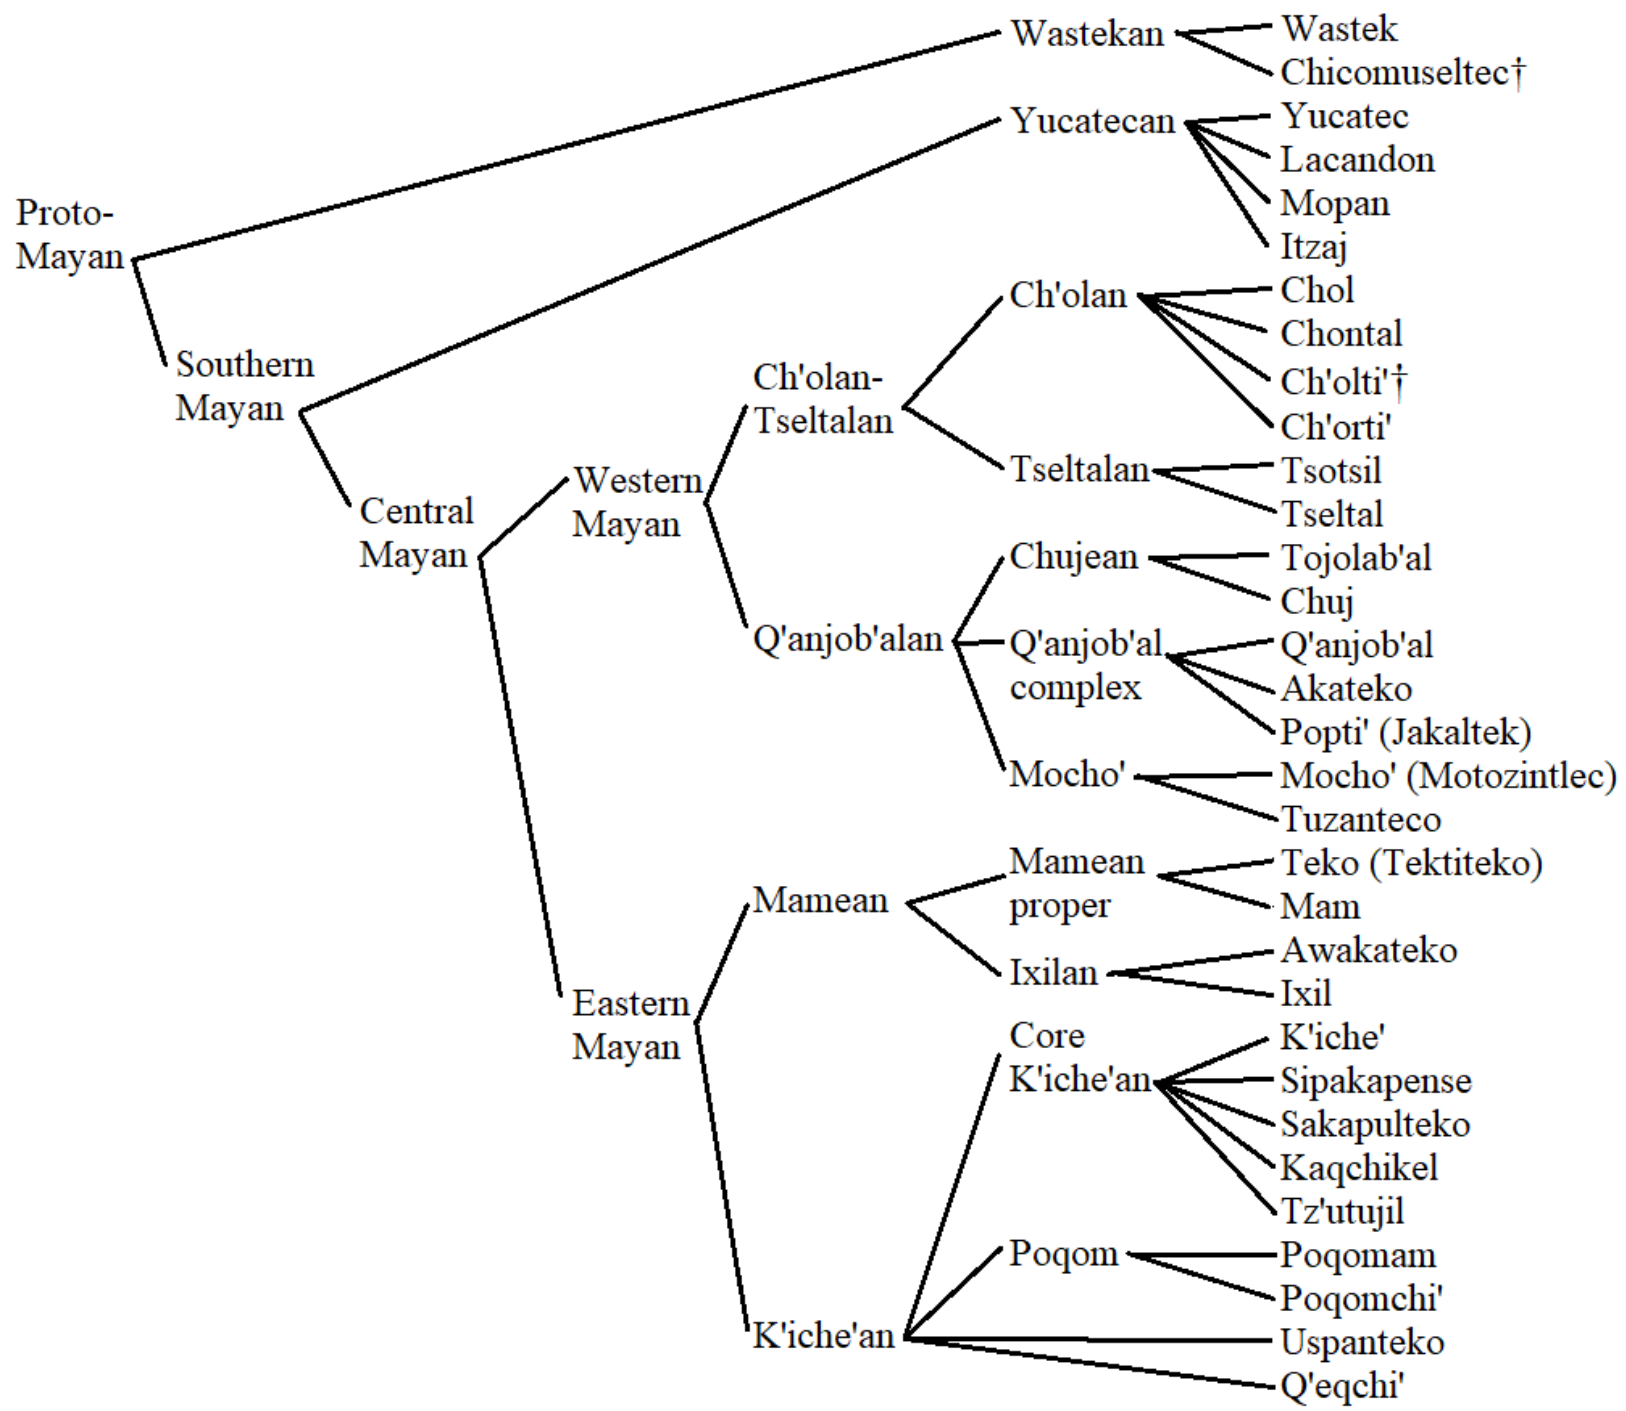 Proto-
Mayan
Southern
Mayan
Central
Mayan
Western
Mayan
Eastern
Mayan
Ch'olan-
Tseltalan
Q'anjob'alan
Mamean
K'iche'an
Wastekan
Yucatecan
Ch'olan
Tseltalan
Chujean
Q'anjob'al
complex
Mocho'
Mamean
proper
Ixilan
Core
K'iche'an
Poqom
Wastek
Chicomuseltec†
Yucatec
Lacandon
Mopan
Itzaj
Chol
Chontal
Ch'olti'†
Ch'orti'
Tsotsil
Tseltal
Tojolab'al
Chuj
Q'anjob'al
Akateko
Popti' (Jakaltek)
Mocho' (Motozintlec)
Tuzanteco
Teko (Tektiteko)
Mam
Awakateko
Ixil
K'iche'
Sipakapense
Sakapulteko
Kaqchikel
Tz'utujil
Poqomam
Poqomchi'
Uspanteko
Q'eqchi'